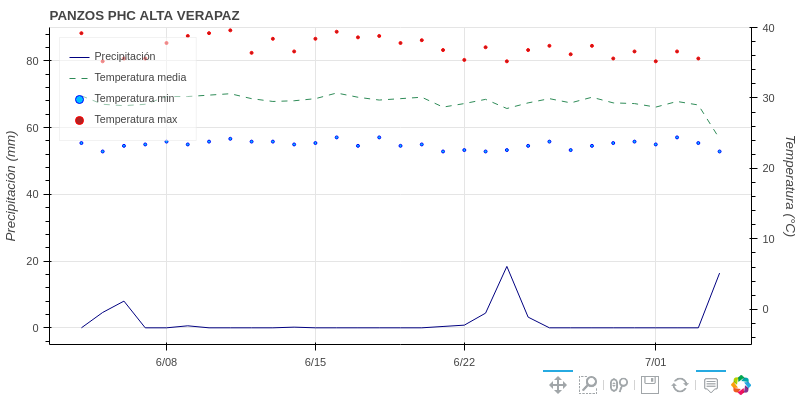 PANZOS PHC ALTA VERAPAZ
Precipitación
Temperatura media
Temperatura min
Temperatura max
80
60
40
20
0
Precipitación (mm)
40
30
20
10
0
Temperatura (°C)
6/08
6/15
6/22
7/01